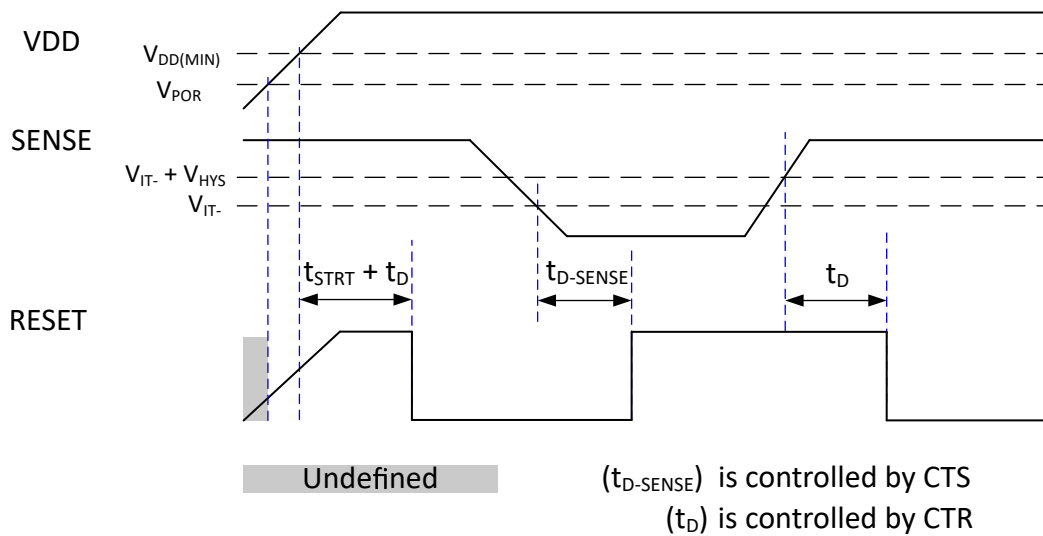 VDD
V_DD(MIN)
V_POR
SENSE
V_IT- + V_HYS
V_IT-
t_STRT + t_D
t_D-SENSE
t_D
RESET
Undefined
(t_D-SENSE) is controlled by CTS
(t_D) is controlled by CTR